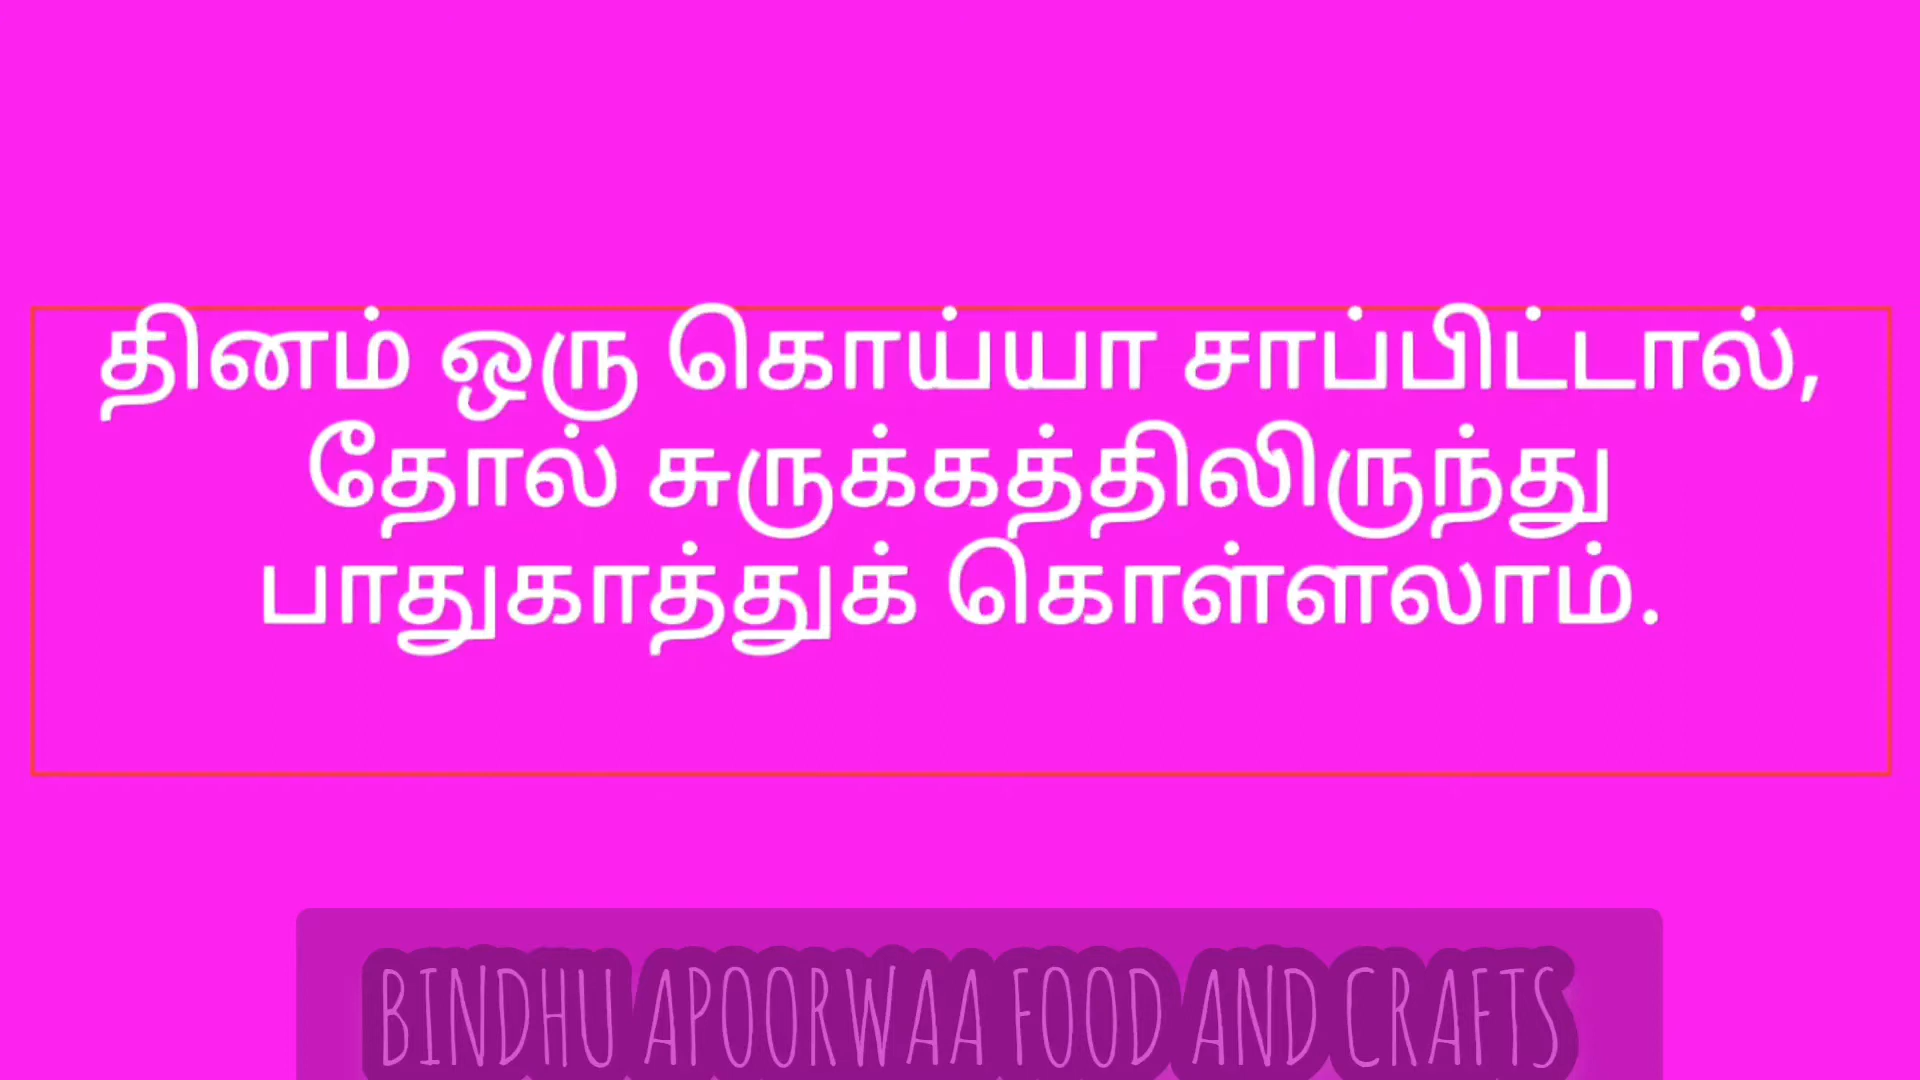 தினம் ஒரு கொய்யா சாப்பிட்டால்,
தோல் சுருக்கத்திலிருந்து
பாதுகாத்துக் கொள்ளலாம்.
BINDHU APOORWAA FOOD AND CRAFTS